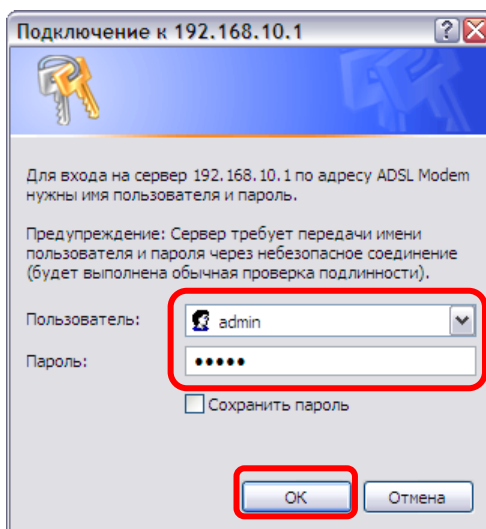 Подключение к 192.168.10.1
Для входа на сервер 192.168.10.1 по адресу ADSL Modem
нужны имя пользователя и пароль.
Предупреждение: Сервер требует передачи имени
пользователя и пароля через небезопасное соединение
(будет выполнена обычная проверка подлинности).
Пользователь: admin
Пароль: •••••
Сохранить пароль
ОК Отмена